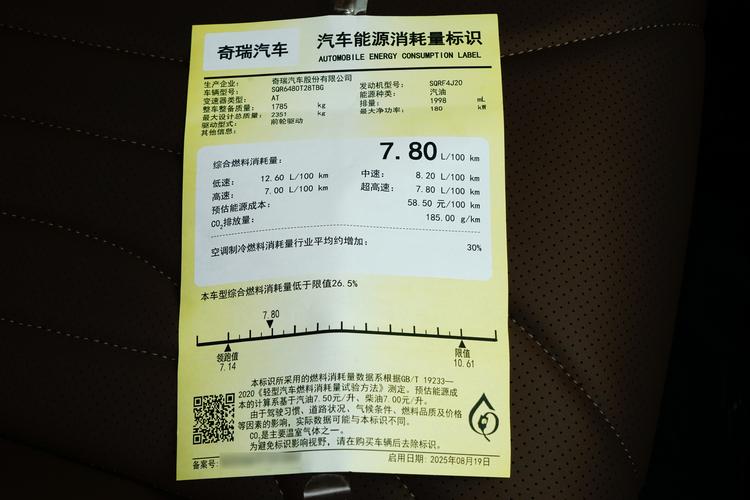 奇瑞汽车
汽车能源消耗量标识
AUTOMOBILE ENERGY CONSUMPTION LABEL
生产企业: 奇瑞汽车股份有限公司
车辆型号: SQR6480T28TBG 发动机型号: SQRF4J20
变速器类型: AT 能源种类: 汽油
整车整备质量: 1785 kg 排量: 1998 mL
最大设计总质量: 2351 kg 最大净功率: 180 kW
驱动型式: 前轮驱动
其他信息:
综合燃料消耗量: 7.80 L/100 km
低速: 12.60 L/100 km 中速: 8.20 L/100 km
高速: 7.00 L/100 km 超高速: 7.80 L/100 km
预估能源成本: 58.50 元/100 km
CO₂排放量: 185.00 g/km
空调制冷燃料消耗量行业平均约增加: 30%
本车型综合燃料消耗量低于限值26.5%
7.80
领跑值 限值
7.14 10.61
本标识所采用的燃料消耗量数据系根据GB/T 19233—
2020《轻型汽车燃料消耗量试验方法》测定。预估能源成
本的计算系基于汽油7.50元/升、柴油7.00元/升。
由于驾驶习惯、道路状况、气候条件、燃料品质及价格
等因素的影响，实际数据可能与本标识不同。
CO₂是主要温室气体之一。
为避免标识影响视野，请在购买车辆后去除标识。
备案号: 启用日期: 2025年08月19日